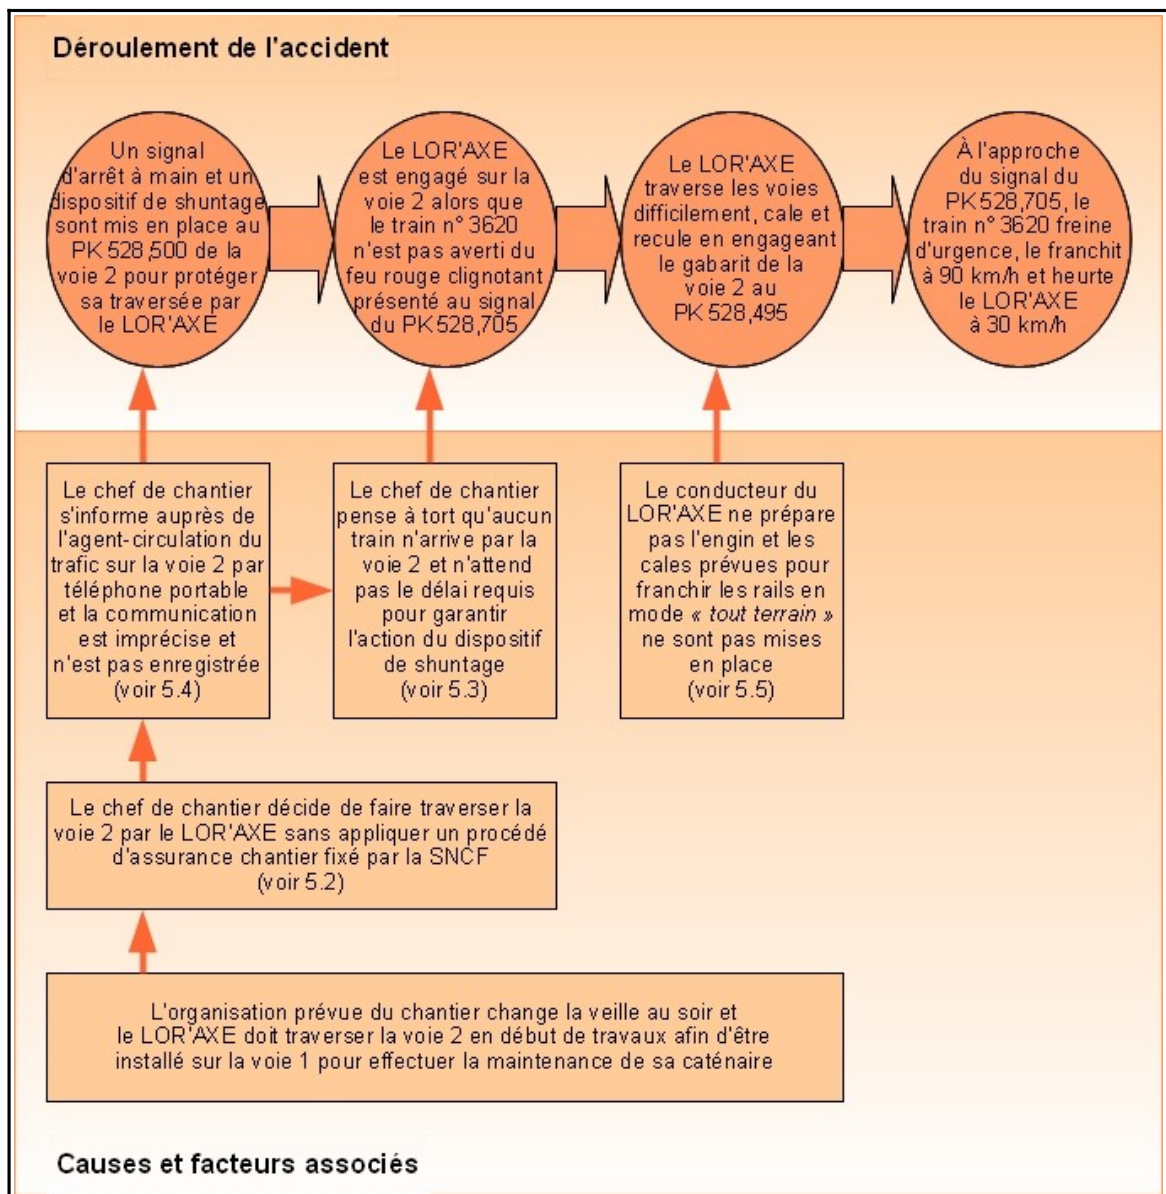 Déroulement de l'accident
Un signal
d'arrêt à main et un
dispositif de shuntage
sont mis en place au
PK 528,500 de la
voie 2 pour protéger
sa traversée par
le LOR'AXE
Le LOR'AXE
est engagé sur la
voie 2 alors que
le train n° 3620
n'est pas averti du
feu rouge clignotant
présenté au signal
du PK 528,705
Le LOR'AXE
traverse les voies
difficilement, cale et
recule en engageant
le gabarit de la
voie 2 au
PK 528,495
À l'approche
du signal du
PK 528,705, le
train n° 3620 freine
d'urgence, le franchit
à 90 km/h et heurte
le LOR'AXE
à 30 km/h
Le chef de chantier
s'informe auprès de
l'agent-circulation du
trafic sur la voie 2 par
téléphone portable
et la communication
est imprécise et
n'est pas enregistrée
(voir 5.4)
Le chef de chantier
pense à tort qu'aucun
train n'arrive par la
voie 2 et n'attend
pas le délai requis
pour garantir
l'action du dispositif
de shuntage
(voir 5.3)
Le conducteur du
LOR'AXE ne prépare
pas l'engin et les
cales prévues pour
franchir les rails en
mode « tout terrain »
ne sont pas mises
en place
(voir 5.5)
Le chef de chantier décide de faire traverser la
voie 2 par le LOR'AXE sans appliquer un procédé
d'assurance chantier fixé par la SNCF
(voir 5.2)
L'organisation prévue du chantier change la veille au soir et
le LOR'AXE doit traverser la voie 2 en début de travaux afin d'être
installé sur la voie 1 pour effectuer la maintenance de sa caténaire
Causes et facteurs associés